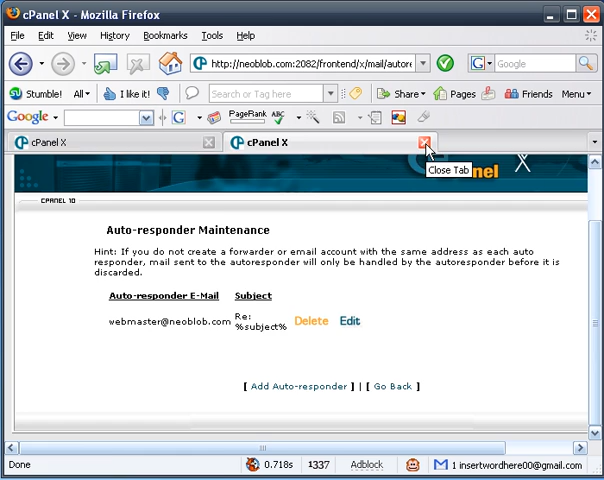 cPanel X - Mozilla Firefox
File Edit View History Bookmarks Tools Help
http://neoblob.com:2082/frontend/x/mail/autore
G Google
Stumble! All I like it! Search or Tag here Share Pages Friends Menu
Google PageRank ABC
cPanel X cPanel X
Close Tab
anel X
CPANEL 10
Auto-responder Maintenance
Hint: If you do not create a forwarder or email account with the same address as each auto
responder, mail sent to the autoresponder will only be handled by the autoresponder before it is
discarded.
Auto-responder E-Mail Subject
webmaster@neoblob.com Re: %subject% Delete Edit
[ Add Auto-responder ] | [ Go Back ]
Done 0.718s 1337 Adblock 1 insertwordhere00@gmail.com